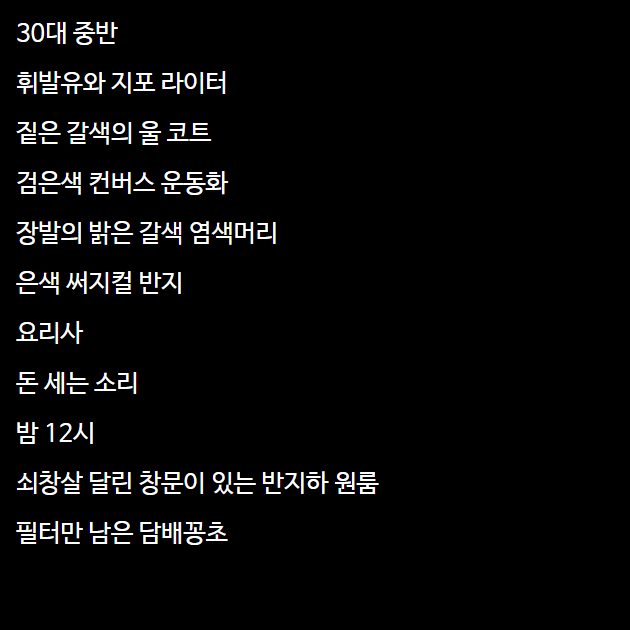 30대 중반
휘발유와 지포 라이터
짙은 갈색의 울 코트
검은색 컨버스 운동화
장발의 밝은 갈색 염색머리
은색 써지컬 반지
요리사
돈 세는 소리
밤 12시
쇠창살 달린 창문이 있는 반지하 원룸
필터만 남은 담배꽁초